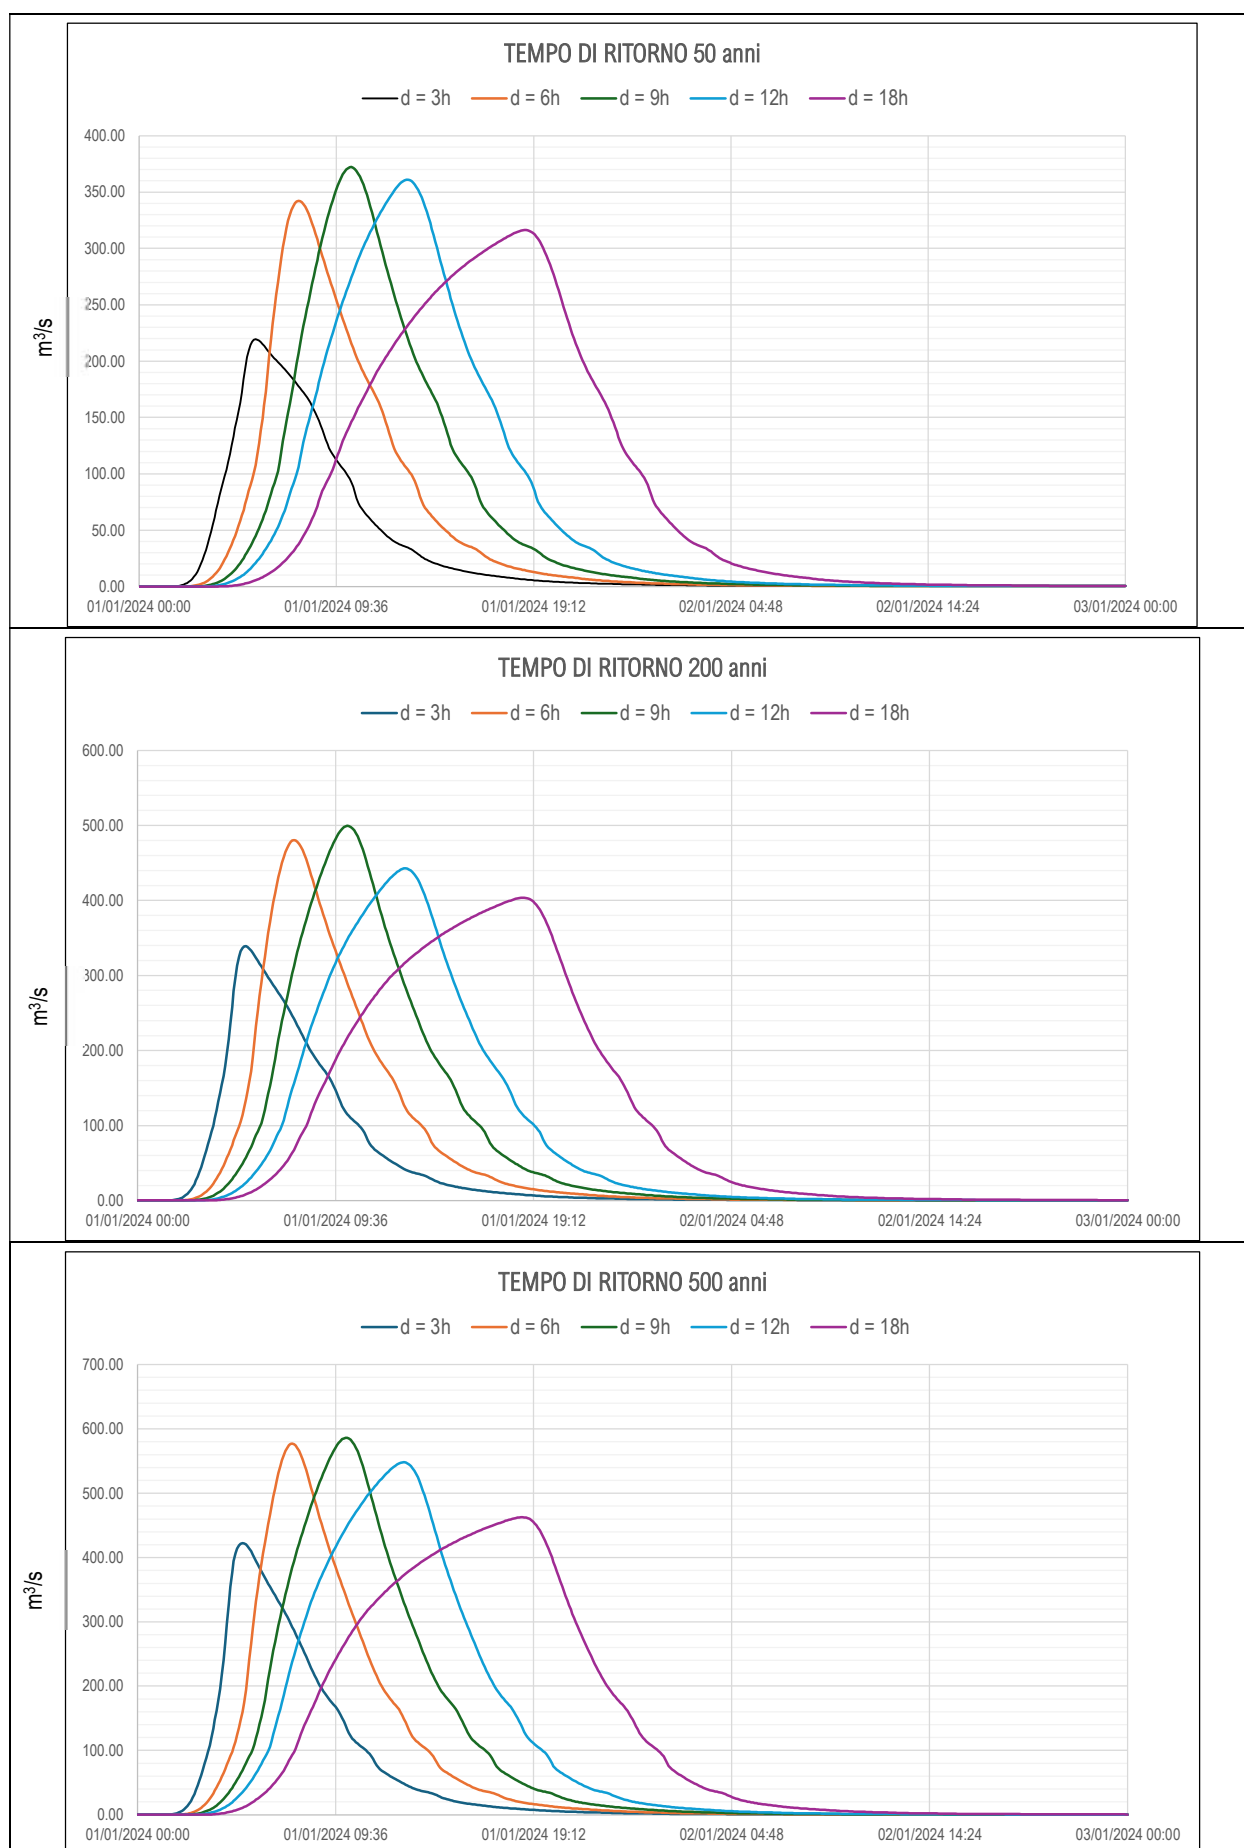 TEMPO DI RITORNO 50 anni
d = 3h d = 6h d = 9h d = 12h d = 18h
400.00
350.00
300.00
250.00
200.00
150.00
100.00
50.00
0.00
m³/s
01/01/2024 00:00 01/01/2024 09:36 01/01/2024 19:12 02/01/2024 04:48 02/01/2024 14:24 03/01/2024 00:00
TEMPO DI RITORNO 200 anni
d = 3h d = 6h d = 9h d = 12h d = 18h
600.00
500.00
400.00
300.00
200.00
100.00
0.00
m³/s
01/01/2024 00:00 01/01/2024 09:36 01/01/2024 19:12 02/01/2024 04:48 02/01/2024 14:24 03/01/2024 00:00
TEMPO DI RITORNO 500 anni
d = 3h d = 6h d = 9h d = 12h d = 18h
700.00
600.00
500.00
400.00
300.00
200.00
100.00
0.00
m³/s
01/01/2024 00:00 01/01/2024 09:36 01/01/2024 19:12 02/01/2024 04:48 02/01/2024 14:24 03/01/2024 00:00